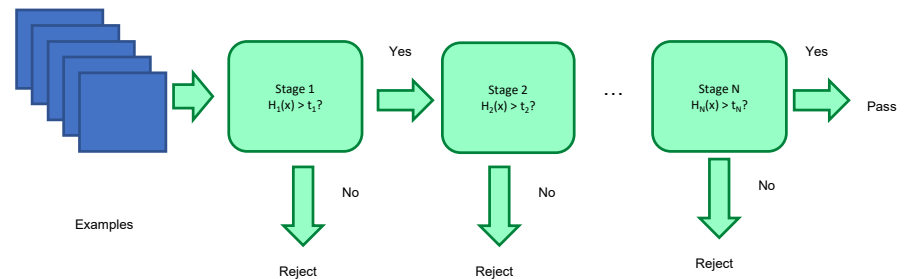 Examples
Stage 1
H₁(x) > t₁?
Yes
No
Reject
Stage 2
H₂(x) > t₂?
No
Reject
...
Stage N
Hₙ(x) > tₙ?
Yes
Pass
No
Reject